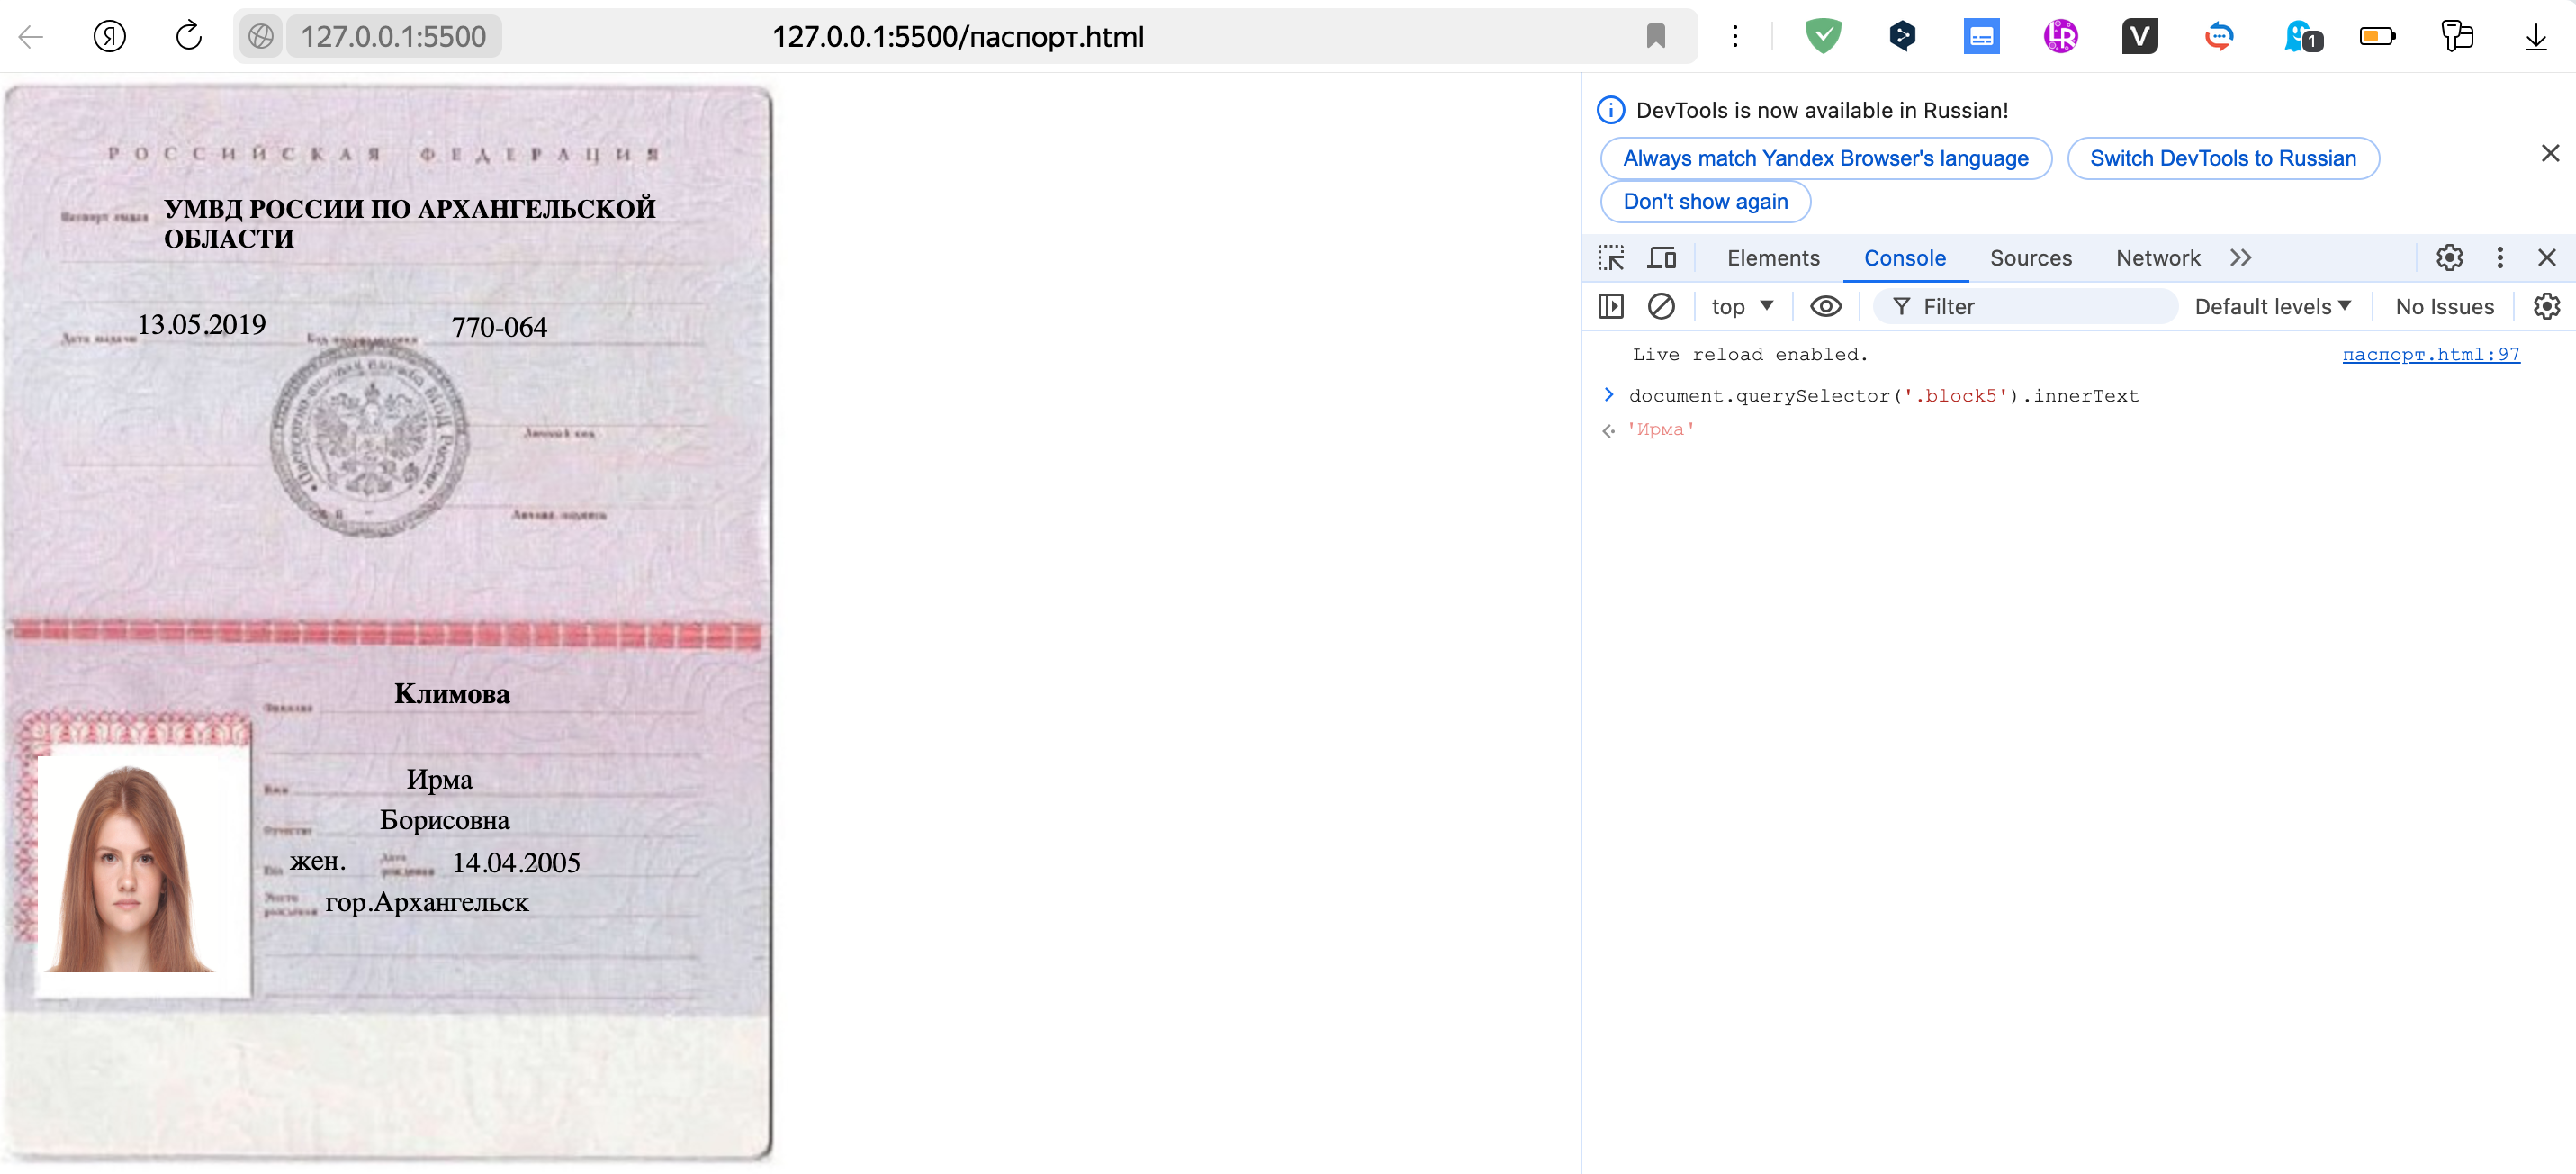 Я
127.0.0.1:5500
127.0.0.1:5500/паспорт.html
V
1
DevTools is now available in Russian!
Always match Yandex Browser's language
Switch DevTools to Russian
Don't show again
Elements
Console
Sources
Network
top
Filter
Default levels
No Issues
Live reload enabled.
паспорт.html:97
document.querySelector('.block5').innerText
'Ирма'
РОССИЙСКАЯ ФЕДЕРАЦИЯ
Паспорт выдан
УМВД РОССИИ ПО АРХАНГЕЛЬСКОЙ
ОБЛАСТИ
Дата выдачи
13.05.2019
Код подразделения
770-064
Личный код
Личная подпись
Фамилия
Климова
Имя
Ирма
Отчество
Борисовна
Пол
жен.
Дата
рождения
14.04.2005
Место
рождения
гор.Архангельск